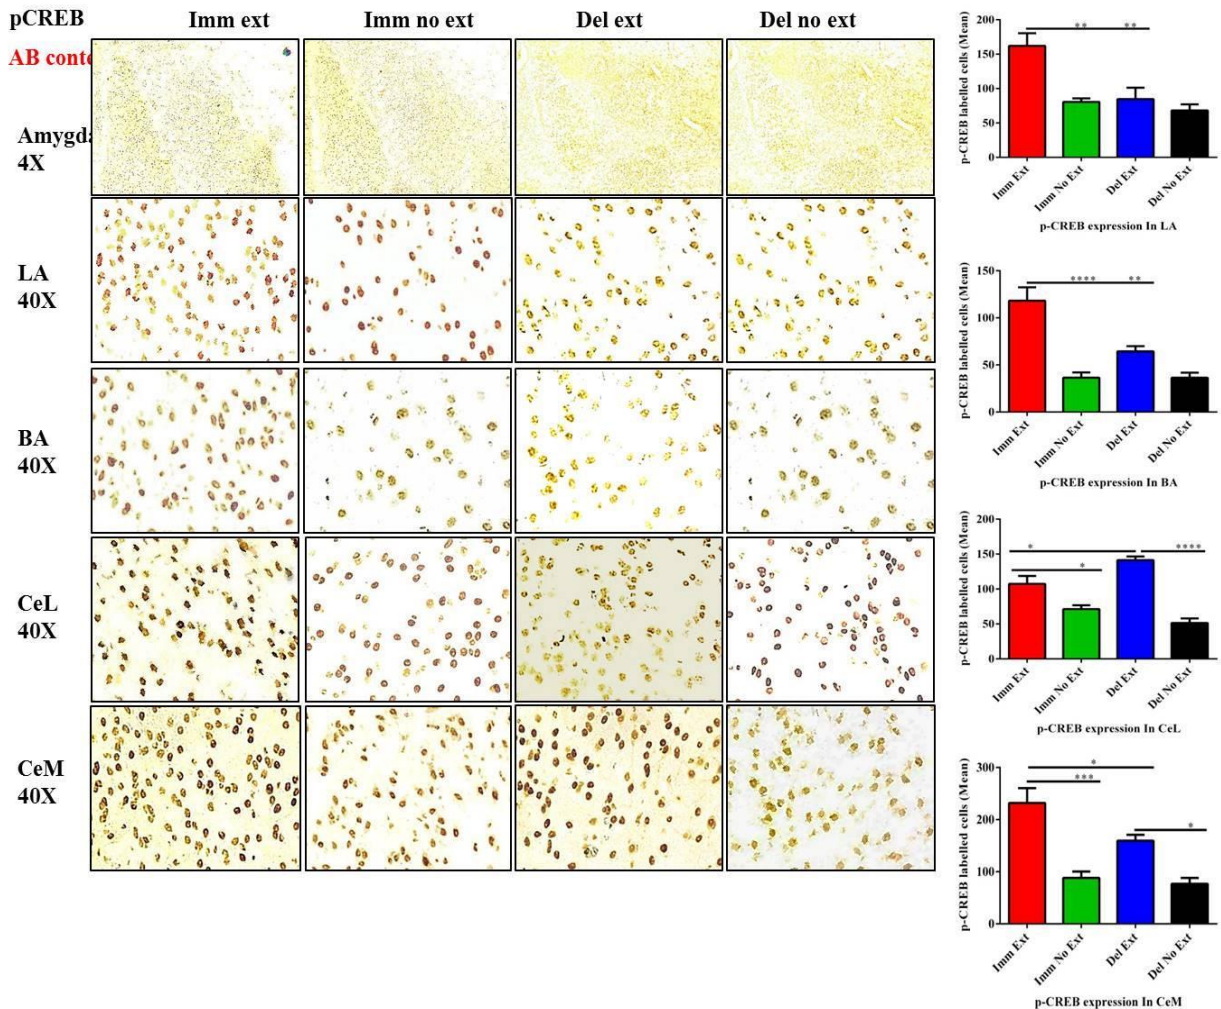 pCREB
Imm ext
Imm no ext
Del ext
Del no ext
AB conte
Amygda
4X
LA
40X
BA
40X
CeL
40X
CeM
40X
p-CREB labelled cells (Mean)
200
150
100
50
0
** **
Imm Ext
Imm No Ext
Del Ext
Del No Ext
p-CREB expression In LA
p-CREB labelled cells (Mean)
150
100
50
0
**** **
Imm Ext
Imm No Ext
Del Ext
Del No Ext
p-CREB expression In BA
p-CREB labelled cells (Mean)
200
150
100
50
0
* ****
*
Imm Ext
Imm No Ext
Del Ext
Del No Ext
p-CREB expression In CeL
p-CREB labelled cells (Mean)
300
200
100
0
*
***
*
Imm Ext
Imm No Ext
Del Ext
Del No Ext
p-CREB expression In CeM